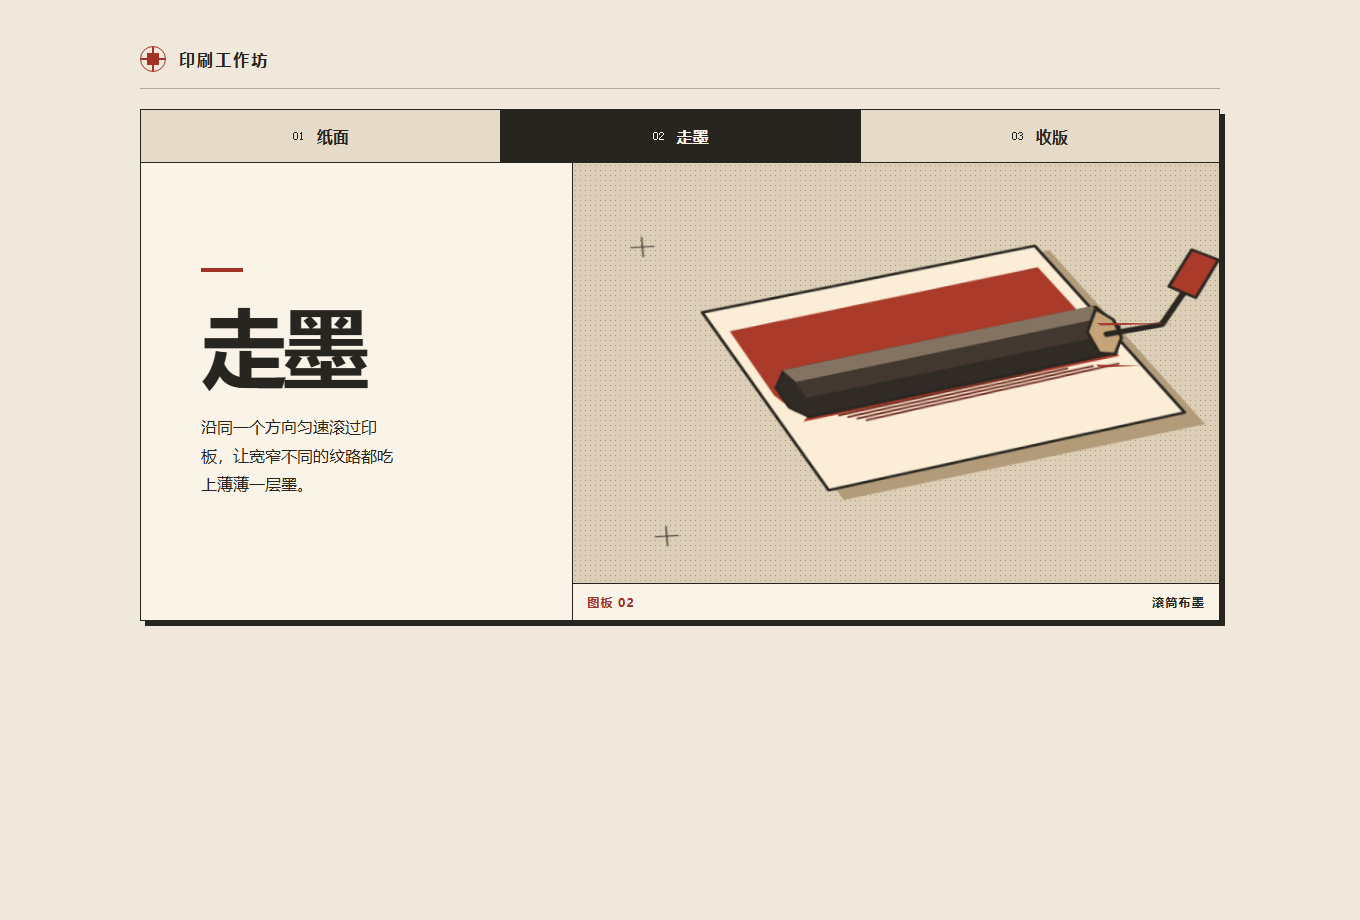 印刷工作坊
01 纸面
02 走墨
03 收版
走墨
沿同一个方向匀速滚过印
板，让宽窄不同的纹路都吃
上薄薄一层墨。
图板 02
滚筒布墨